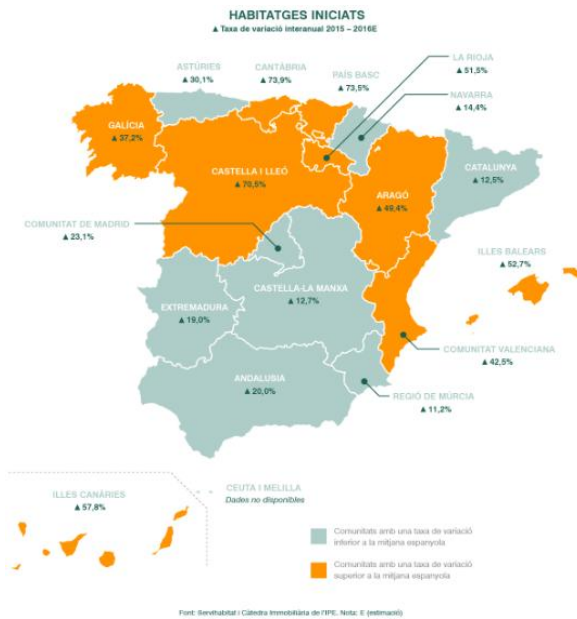 HABITATGES INICIATS
▲ Taxa de variació interanual 2015 – 2016E
LA RIOJA
▲ 51,5%
ASTÚRIES
▲ 30,1%
CANTÀBRIA
▲ 73,9%
PAÍS BASC
▲ 73,5%
NAVARRA
▲ 14,4%
GALÍCIA
▲ 37,2%
CASTELLA I LLEÓ
▲ 70,5%
CATALUNYA
▲ 12,5%
ARAGÓ
▲ 49,4%
COMUNITAT DE MADRID
▲ 23,1%
ILLES BALEARS
▲ 52,7%
CASTELLA-LA MANXA
▲ 12,7%
EXTREMADURA
▲ 19,0%
COMUNITAT VALENCIANA
▲ 42,5%
ANDALUSIA
▲ 20,0%
REGIÓ DE MÚRCIA
▲ 11,2%
CEUTA I MELILLA
Dades no disponibles
ILLES CANÀRIES
▲ 57,8%
Comunitats amb una taxa de variació
inferior a la mitjana espanyola
Comunitats amb una taxa de variació
superior a la mitjana espanyola
Font: Servihabitat i Càtedra Immobiliària de l'IPE. Nota: E (estimació)